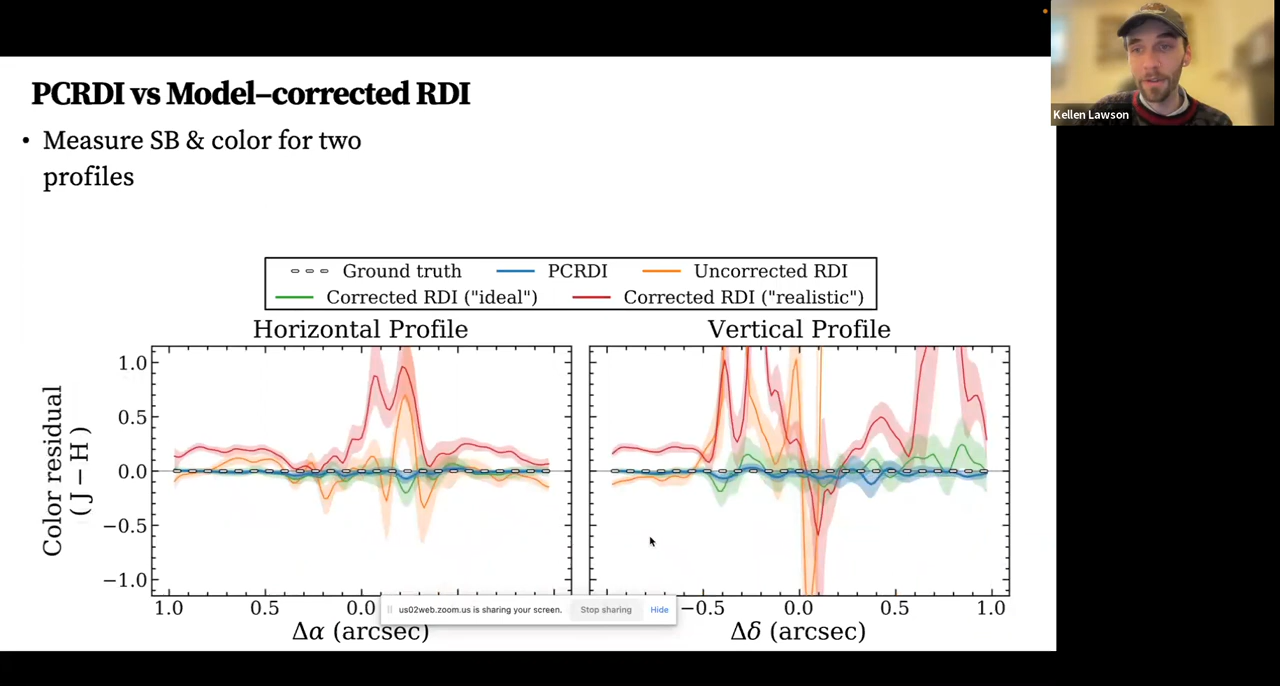 PCRDI vs Model–corrected RDI
Kellen Lawson
• Measure SB & color for two
profiles
Ground truth PCRDI Uncorrected RDI
Corrected RDI ("ideal") Corrected RDI ("realistic")
Horizontal Profile Vertical Profile
Color residual
( J − H )
1.0
0.5
0.0
−0.5
−1.0
1.0 0.5 0.0 −0.5 0.0 0.5 1.0
us02web.zoom.us is sharing your screen. Stop sharing Hide
Δα (arcsec) Δδ (arcsec)